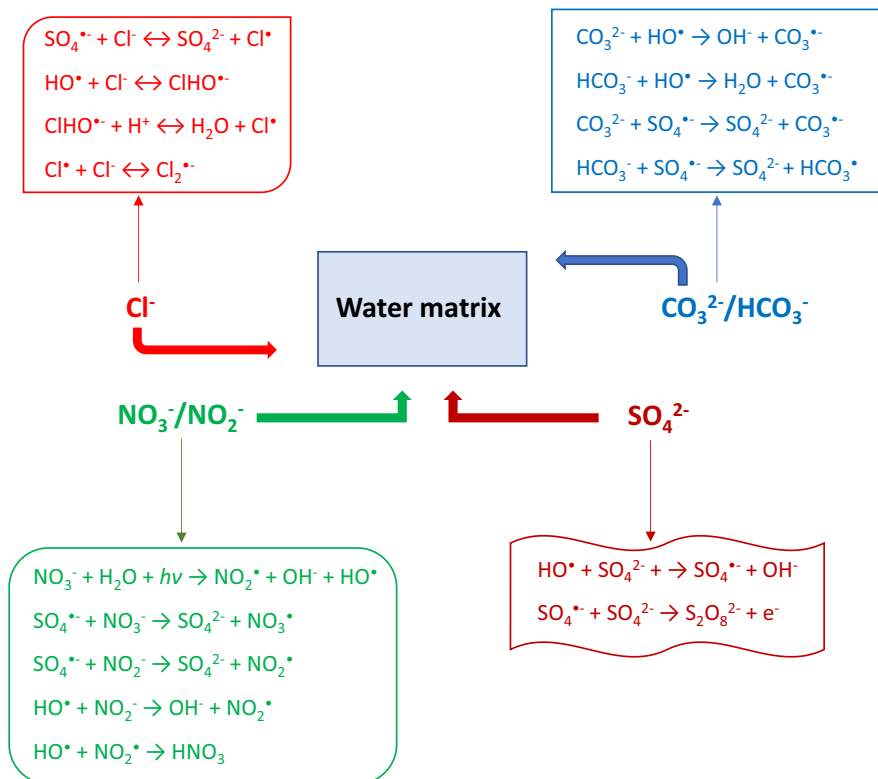 SO₄•⁻ + Cl⁻ ↔ SO₄²⁻ + Cl•
HO• + Cl⁻ ↔ ClHO•⁻
ClHO•⁻ + H⁺ ↔ H₂O + Cl•
Cl• + Cl⁻ ↔ Cl₂•⁻
CO₃²⁻ + HO• → OH⁻ + CO₃•⁻
HCO₃⁻ + HO• → H₂O + CO₃•⁻
CO₃²⁻ + SO₄•⁻ → SO₄²⁻ + CO₃•⁻
HCO₃⁻ + SO₄•⁻ → SO₄²⁻ + HCO₃•
Cl⁻
Water matrix
CO₃²⁻/HCO₃⁻
NO₃⁻/NO₂⁻
SO₄²⁻
NO₃⁻ + H₂O + hv → NO₂• + OH⁻ + HO•
SO₄•⁻ + NO₃⁻ → SO₄²⁻ + NO₃•
SO₄•⁻ + NO₂⁻ → SO₄²⁻ + NO₂•
HO• + NO₂⁻ → OH⁻ + NO₂•
HO• + NO₂• → HNO₃
HO• + SO₄²⁻ + → SO₄•⁻ + OH⁻
SO₄•⁻ + SO₄²⁻ → S₂O₈²⁻ + e⁻